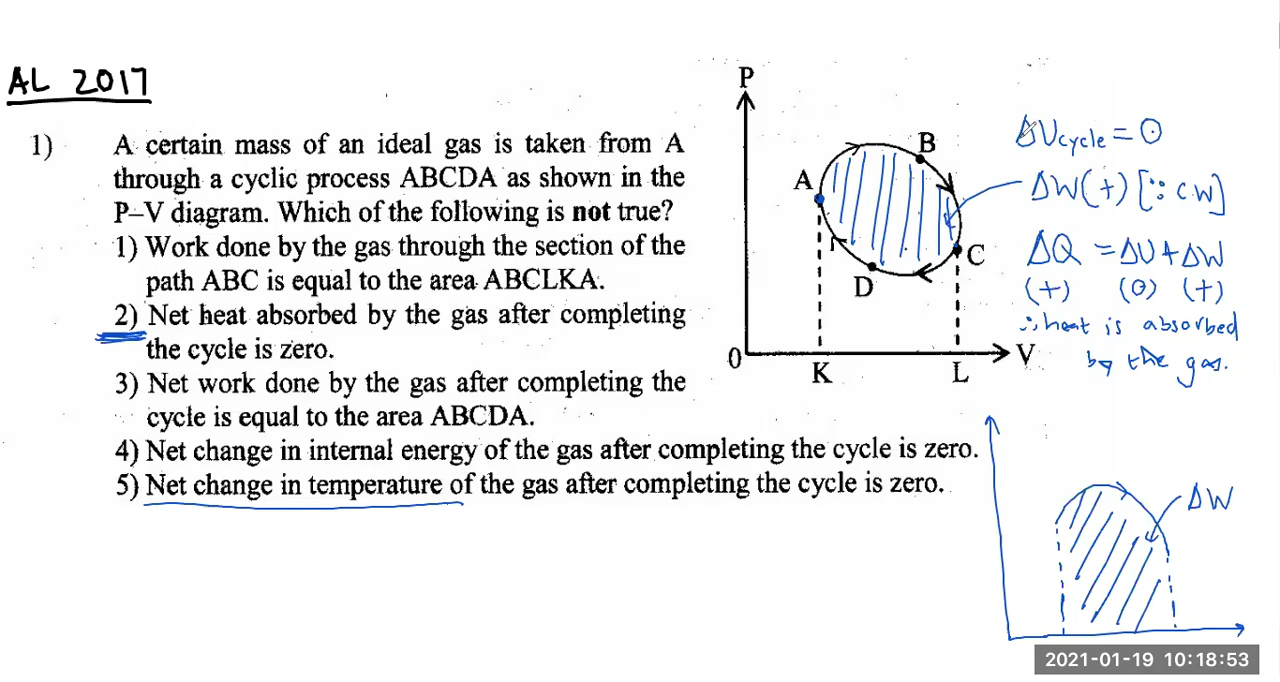 AL 2017
1) A certain mass of an ideal gas is taken from A
through a cyclic process ABCDA as shown in the
P–V diagram. Which of the following is not true?
1) Work done by the gas through the section of the
path ABC is equal to the area ABCLKA.
2) Net heat absorbed by the gas after completing
the cycle is zero.
3) Net work done by the gas after completing the
cycle is equal to the area ABCDA.
4) Net change in internal energy of the gas after completing the cycle is zero.
5) Net change in temperature of the gas after completing the cycle is zero.
P
B
A
C
D
0
K
L
V
ΔUcycle = 0
ΔW(+) [∵ CW]
ΔQ = ΔU + ΔW
(+) (0) (+)
∴ heat is absorbed
by the gas.
ΔW
2021-01-19 10:18:53